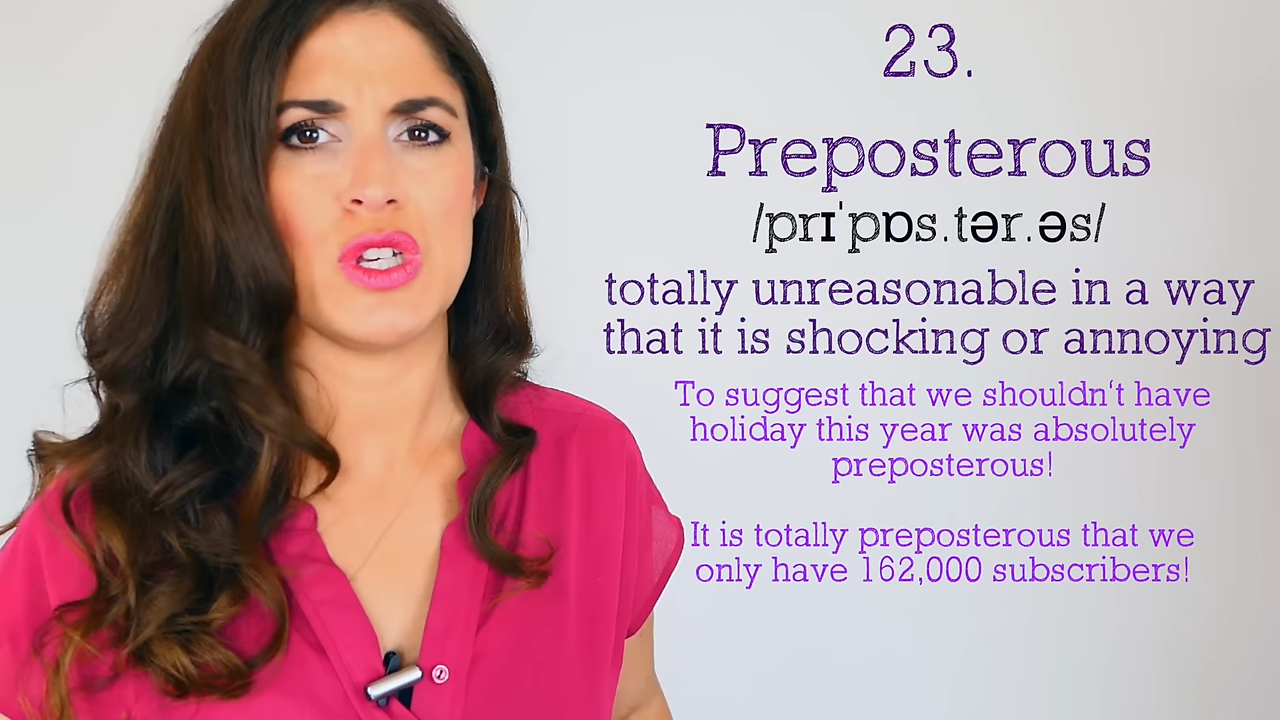 23.
Preposterous
/prɪˈpɒs.tər.əs/
totally unreasonable in a way
that it is shocking or annoying
To suggest that we shouldn't have
holiday this year was absolutely
preposterous!
It is totally preposterous that we
only have 162,000 subscribers!